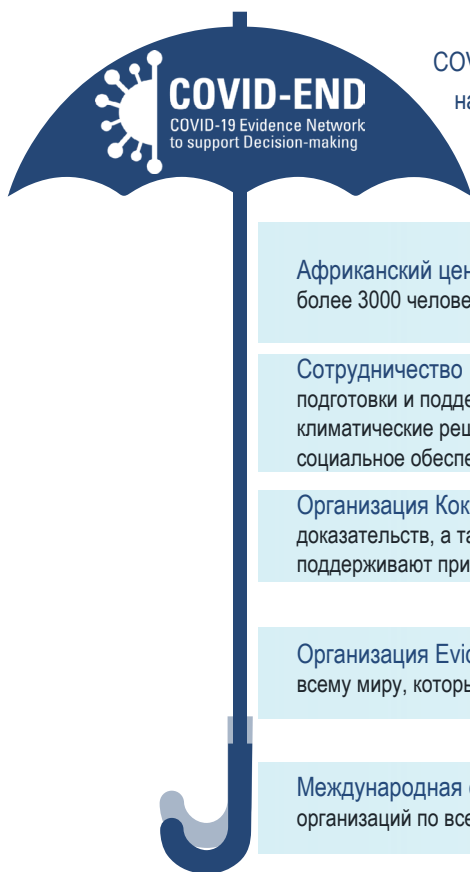 COVID-END
COVID-19 Evidence Network
to support Decision-making
COV
на
Африканский цен
более 3000 челове
Сотрудничество
подготовки и подде
климатические реш
социальное обеспе
Организация Кок
доказательств, а та
поддерживают при
Организация Evid
всему миру, которы
Международная
организаций по все